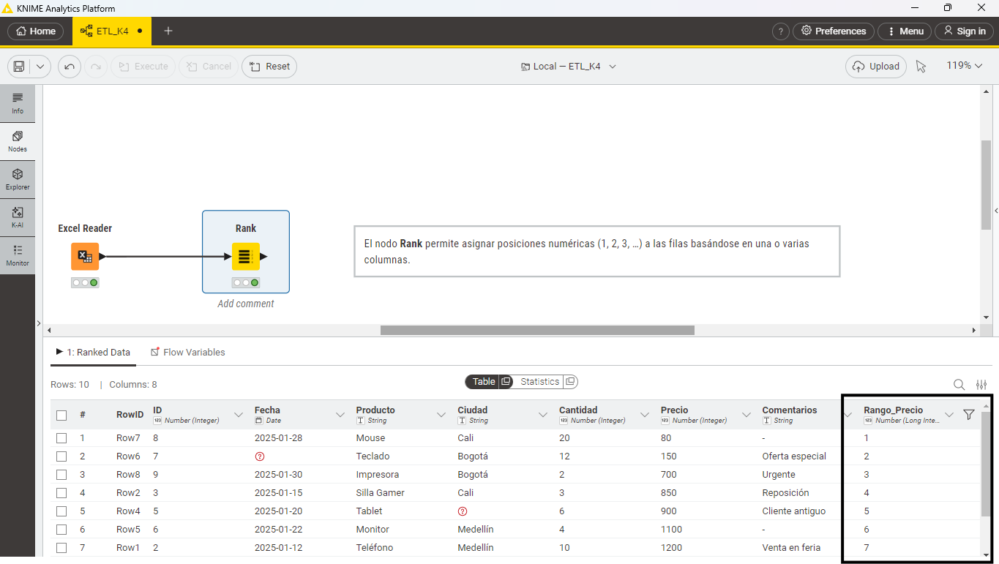 KNIME Analytics Platform
Home
ETL_K4
?
Preferences
Menu
Sign in
Execute
Cancel
Reset
Local — ETL_K4
Upload
119%
Info
Nodes
Explorer
K-AI
Monitor
Excel Reader
Rank
Add comment
El nodo Rank permite asignar posiciones numéricas (1, 2, 3, …) a las filas basándose en una o varias
columnas.
1: Ranked Data Flow Variables
Rows: 10 | Columns: 8
Table Statistics
# RowID ID Fecha Producto Ciudad Cantidad Precio Comentarios Rango_Precio
Number (Integer) Date String String Number (Integer) Number (Integer) String Number (Long Inte...
1 Row7 8 2025-01-28 Mouse Cali 20 80 - 1
2 Row6 7 ? Teclado Bogotá 12 150 Oferta especial 2
3 Row8 9 2025-01-30 Impresora Bogotá 2 700 Urgente 3
4 Row2 3 2025-01-15 Silla Gamer Cali 3 850 Reposición 4
5 Row4 5 2025-01-20 Tablet ? 6 900 Cliente antiguo 5
6 Row5 6 2025-01-22 Monitor Medellín 4 1100 - 6
7 Row1 2 2025-01-12 Teléfono Medellín 10 1200 Venta en feria 7